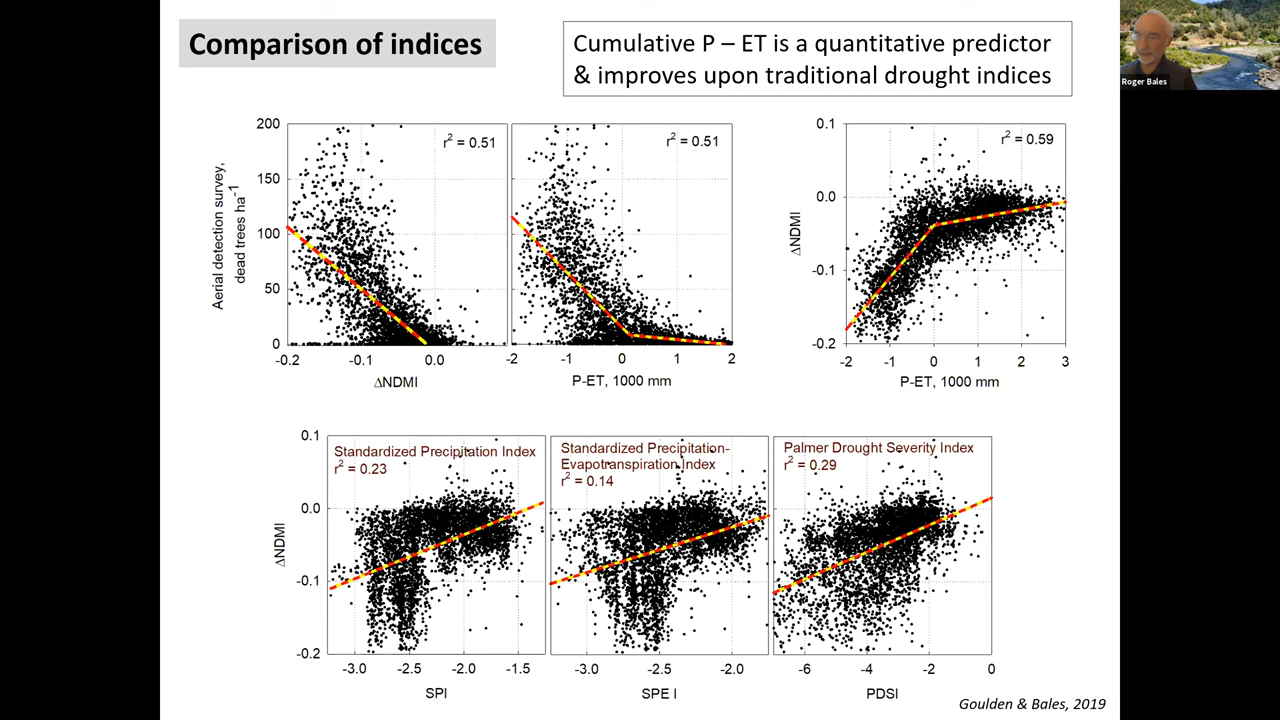 Comparison of indices
Cumulative P – ET is a quantitative predictor
& improves upon traditional drought indices
Roger Bales
200
150
100
50
0
Aerial detection survey,
dead trees ha-1
r2 = 0.51
-0.2
-0.1
0.0
ΔNDMI
r2 = 0.51
-2
-1
0
1
2
P-ET, 1000 mm
0.1
0.0
-0.1
-0.2
ΔNDMI
r2 = 0.59
-2
-1
0
1
2
3
P-ET, 1000 mm
0.1
0.0
-0.1
-0.2
ΔNDMI
Standardized Precipitation Index
r2 = 0.23
-3.0
-2.5
-2.0
-1.5
SPI
Standardized Precipitation-
Evapotranspiration Index
r2 = 0.14
-3.0
-2.5
-2.0
SPE I
Palmer Drought Severity Index
r2 = 0.29
-6
-4
-2
0
PDSI
Goulden & Bales, 2019